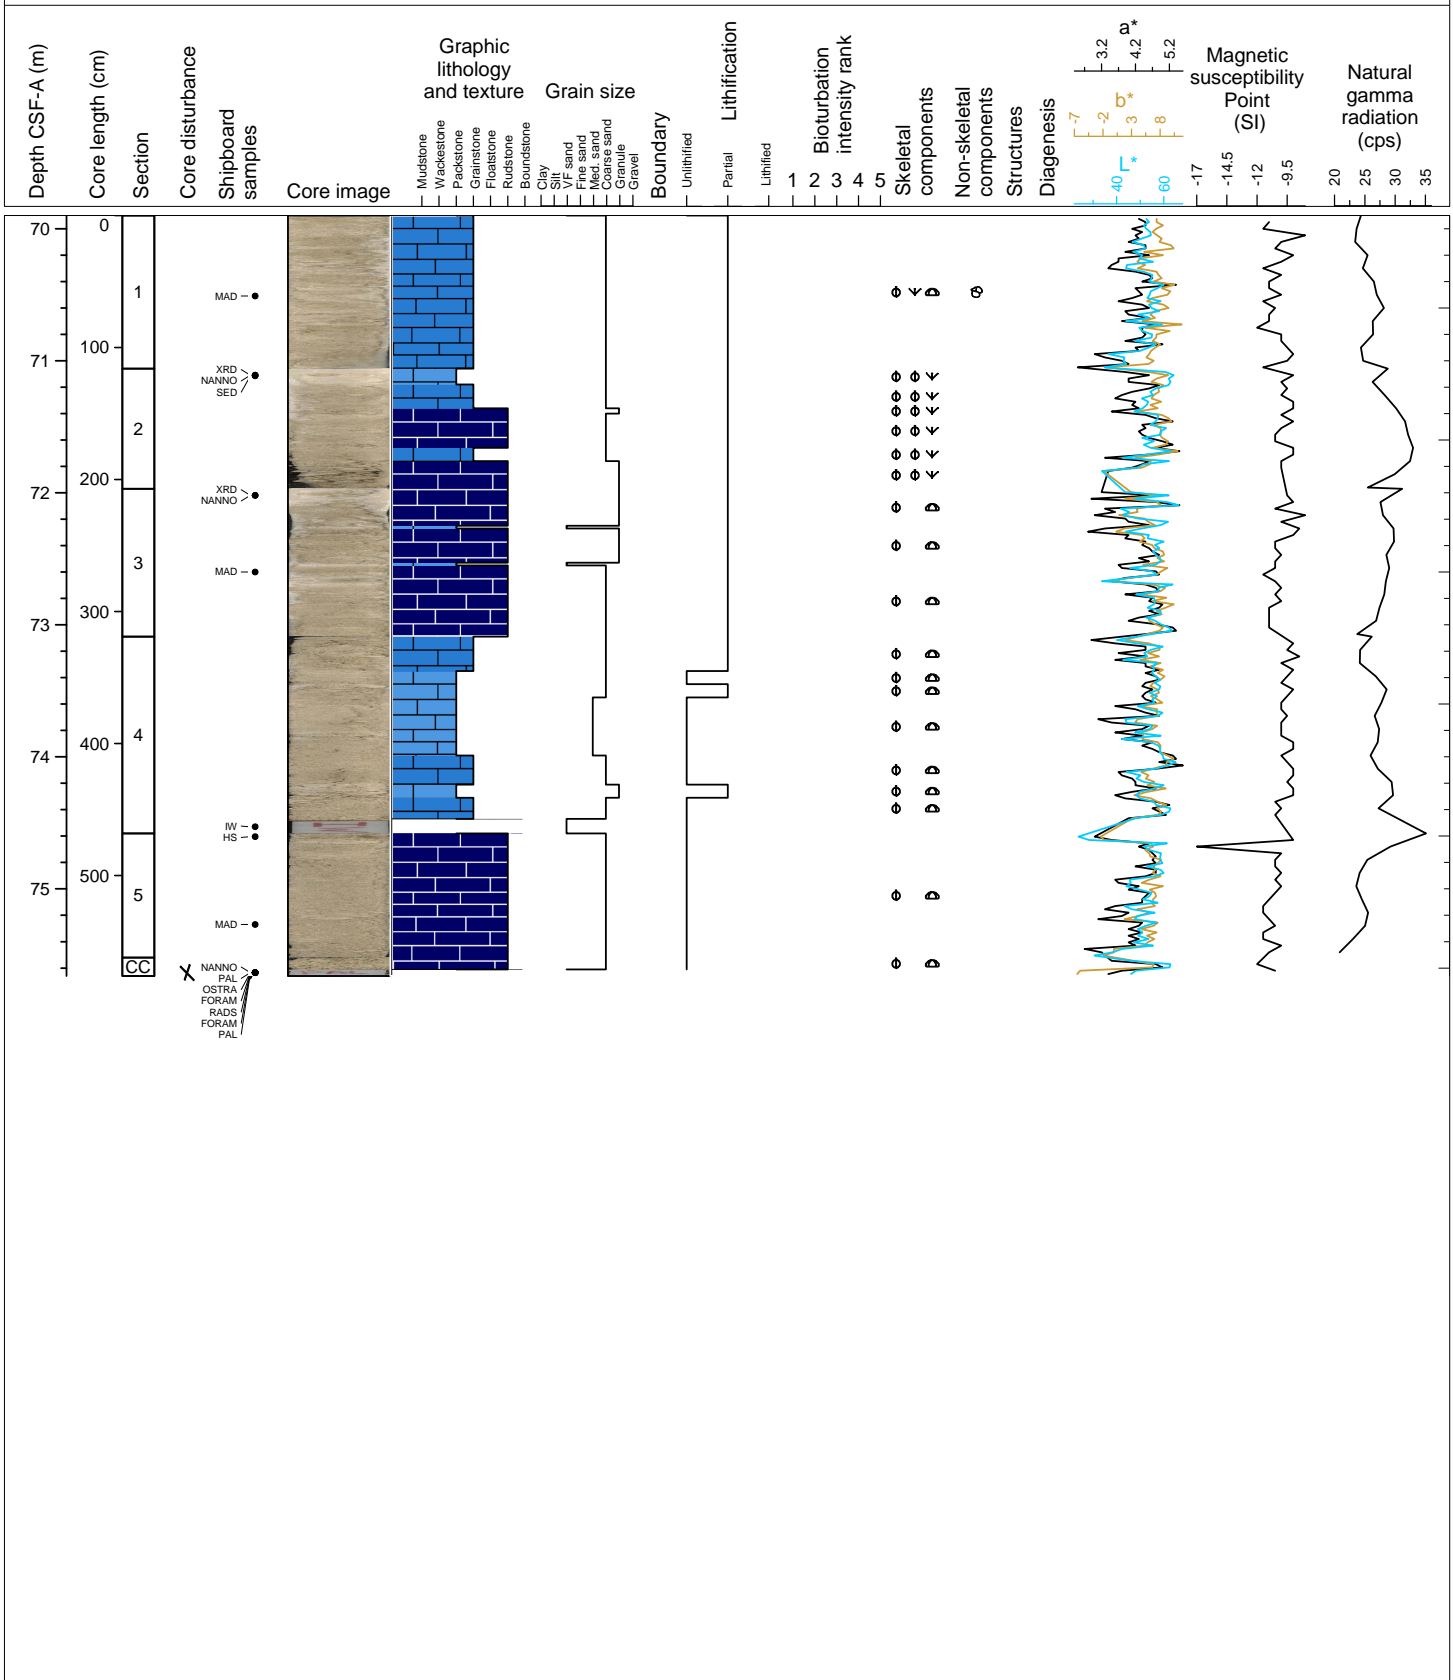 Depth CSF-A (m)
Core length (cm)
Section
Core disturbance
Shipboard
samples
Core image
Graphic
lithology
and texture
Mudstone
Wackestone
Packstone
Grainstone
Floatstone
Rudstone
Boundstone
Grain size
Clay
Silt
VF sand
Fine sand
Med. sand
Coarse sand
Granule
Gravel
Boundary
Lithification
Unlithified
Partial
Lithified
Bioturbation
intensity rank
1 2 3 4 5
Skeletal
components
Non-skeletal
components
Structures
Diagenesis
a*
3.2 4.2 5.2
b*
-7 -2 3 8
L*
40 60
Magnetic
susceptibility
Point
(SI)
-17 -14.5 -12 -9.5
Natural
gamma
radiation
(cps)
20 25 30 35
70
0
1
MAD
100
71
XRD
NANNO
SED
2
200
72
XRD
NANNO
3
MAD
300
73
4
400
74
IW
HS
500
75
5
MAD
CC
X
NANNO
PAL
OSTRA
FORAM
RADS
FORAM
PAL